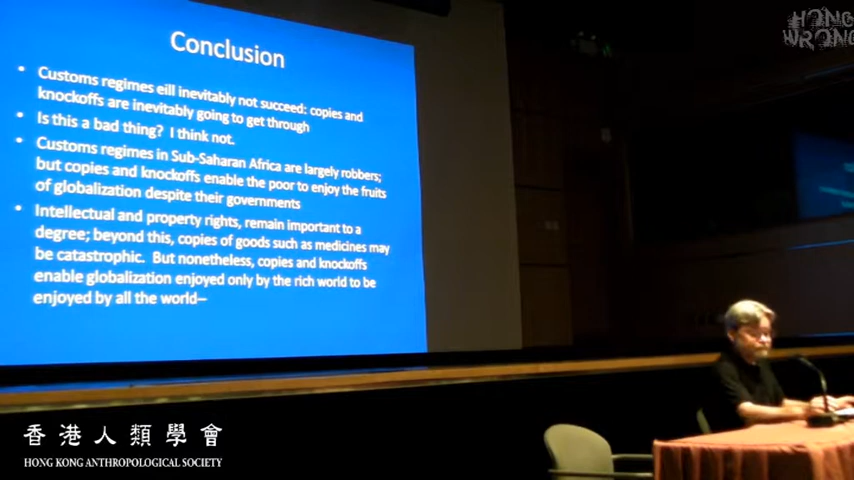 HONG
WRONG
Conclusion
• Customs regimes eill inevitably not succeed: copies and
knockoffs are inevitably going to get through
• Is this a bad thing? I think not.
• Customs regimes in Sub-Saharan Africa are largely robbers;
but copies and knockoffs enable the poor to enjoy the fruits
of globalization despite their governments
• Intellectual and property rights, remain important to a
degree; beyond this, copies of goods such as medicines may
be catastrophic. But nonetheless, copies and knockoffs
enable globalization enjoyed only by the rich world to be
enjoyed by all the world—
香港人類學會
HONG KONG ANTHROPOLOGICAL SOCIETY